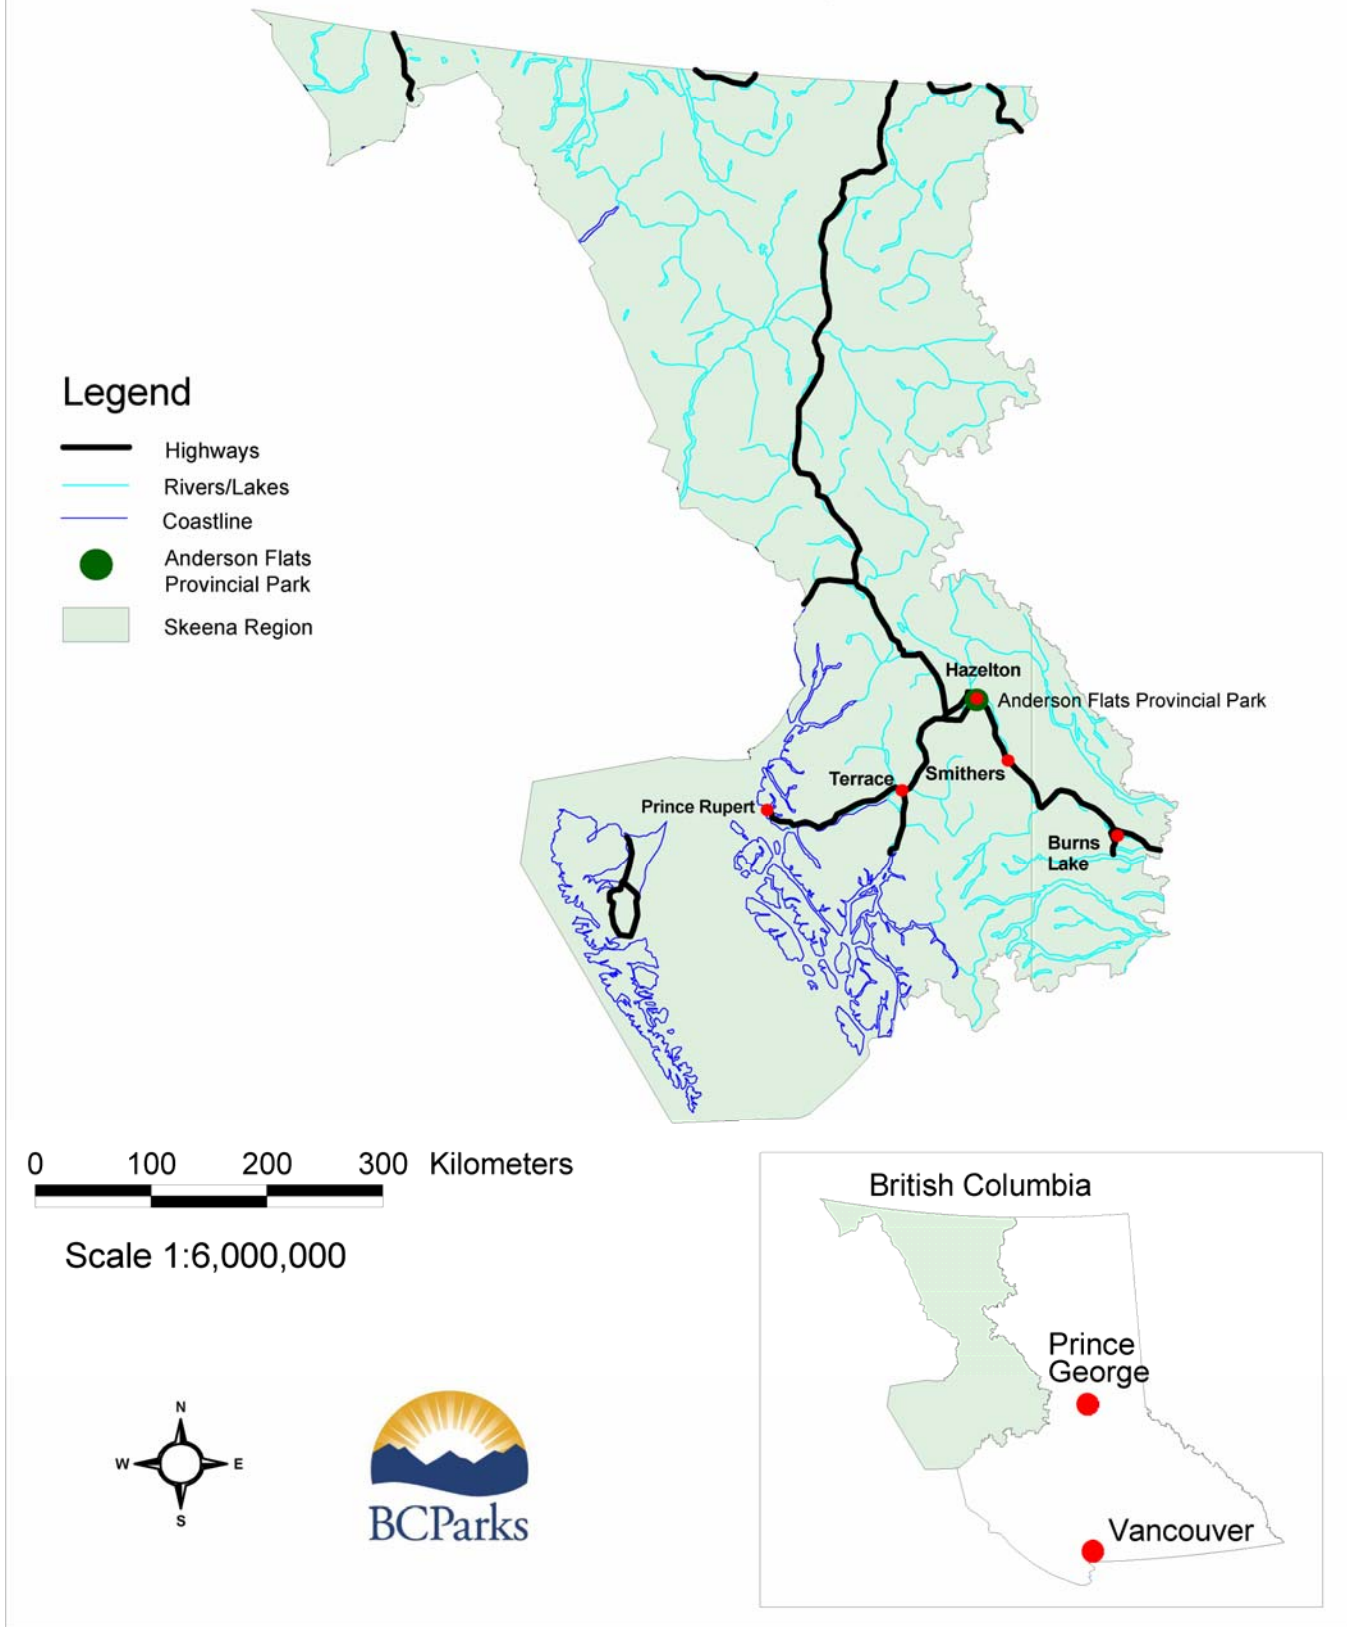 Legend
Highways
Rivers/Lakes
Coastline
Anderson Flats
Provincial Park
Skeena Region
Hazelton
Anderson Flats Provincial Park
Terrace
Smithers
Prince Rupert
Burns
Lake
0 100 200 300 Kilometers
Scale 1:6,000,000
N
W E
S
BCParks
British Columbia
Prince
George
Vancouver